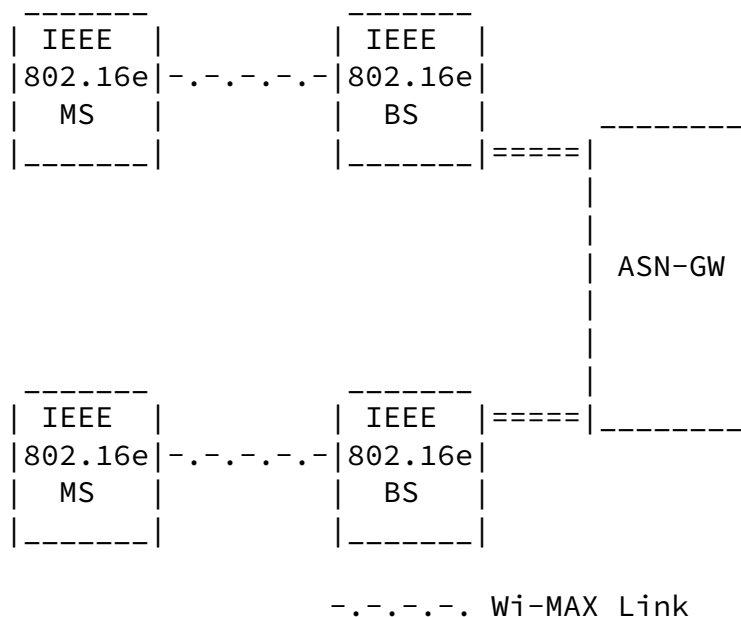 IEEE IEEE
802.16e -.-.-.-.- 802.16e
MS BS
=====
ASN-GW
IEEE IEEE =====
802.16e -.-.-.-.- 802.16e
MS BS
-.-.-.-. Wi-MAX Link